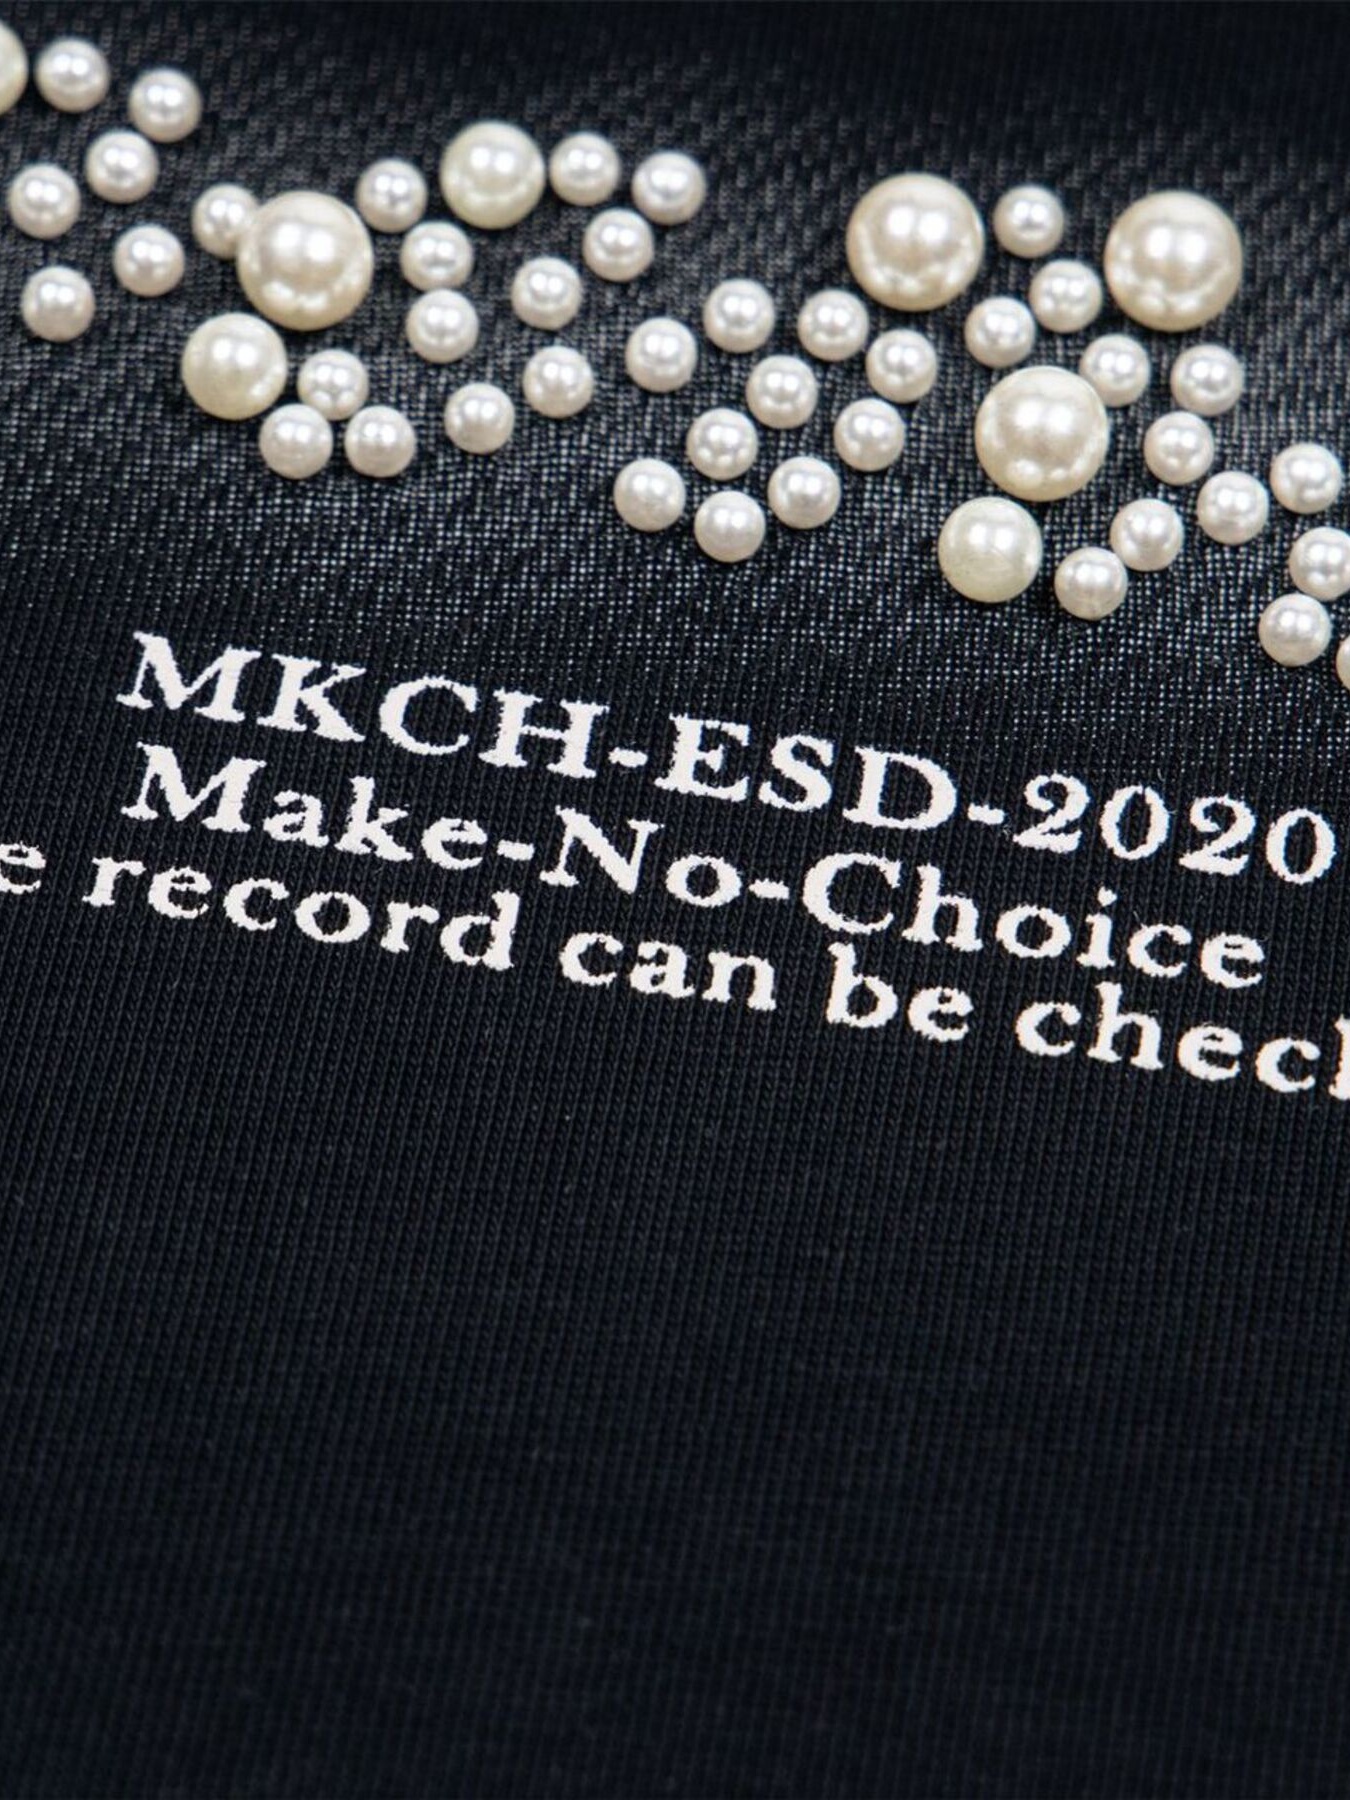 MKCH-ESD-2020
Make-No-Choice
record can be